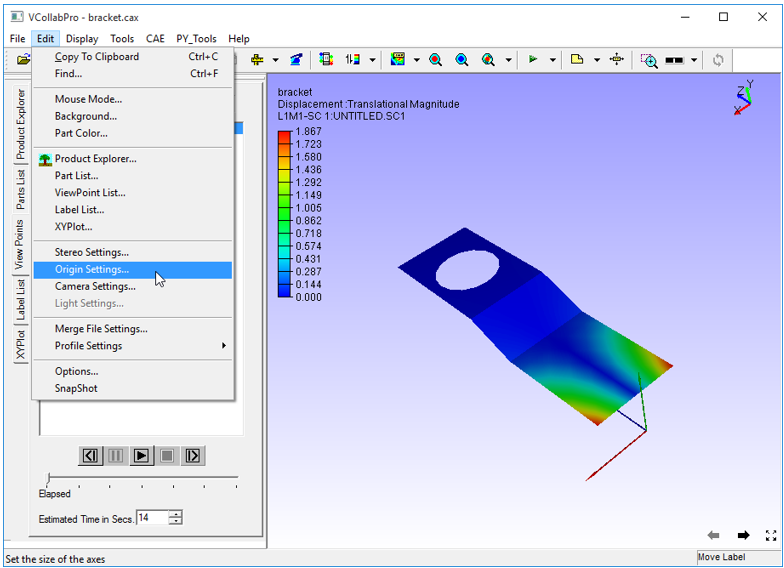 VCollabPro - bracket.cax
File Edit Display Tools CAE PY_Tools Help
Copy To Clipboard Ctrl+C
Find... Ctrl+F
Mouse Mode...
Background...
Part Color...
Product Explorer...
Part List...
ViewPoint List...
Label List...
XYPlot...
Stereo Settings...
Origin Settings...
Camera Settings...
Light Settings...
Merge File Settings...
Profile Settings
Options...
SnapShot
Product Explorer
Parts List
View Points
Label List
XYPlot
Elapsed
Estimated Time in Secs. 14
bracket
Displacement :Translational Magnitude
L1M1-SC 1:UNTITLED.SC1
1.867
1.723
1.580
1.436
1.292
1.149
1.005
0.862
0.718
0.574
0.431
0.287
0.144
0.000
Z Y
X
Set the size of the axes
Move Label